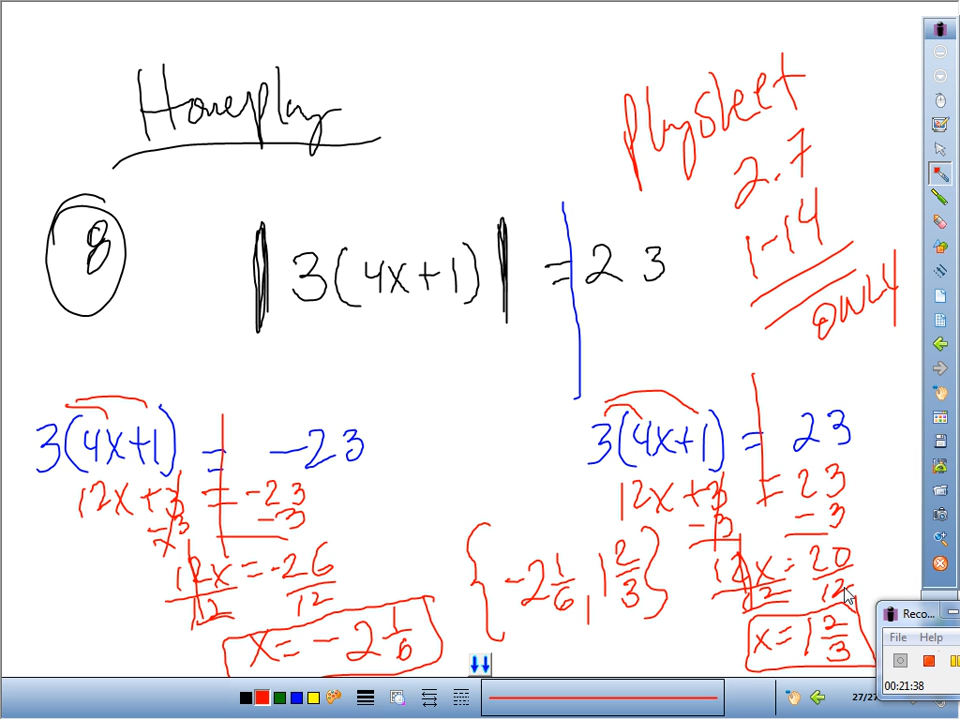 Homeplay
Playsheet
2.7
1-14
only
8
|3(4x+1)| = 23
3(4x+1) = -23
12x+3 = -23
-3 -3
12x = -26
12 12
x = -2 1/6
{-2 1/6, 1 2/3}
3(4x+1) = 23
12x+3 = 23
-3 -3
12x = 20
12 12
x = 1 2/3
Reco...
File Help
00:21:38
27/27